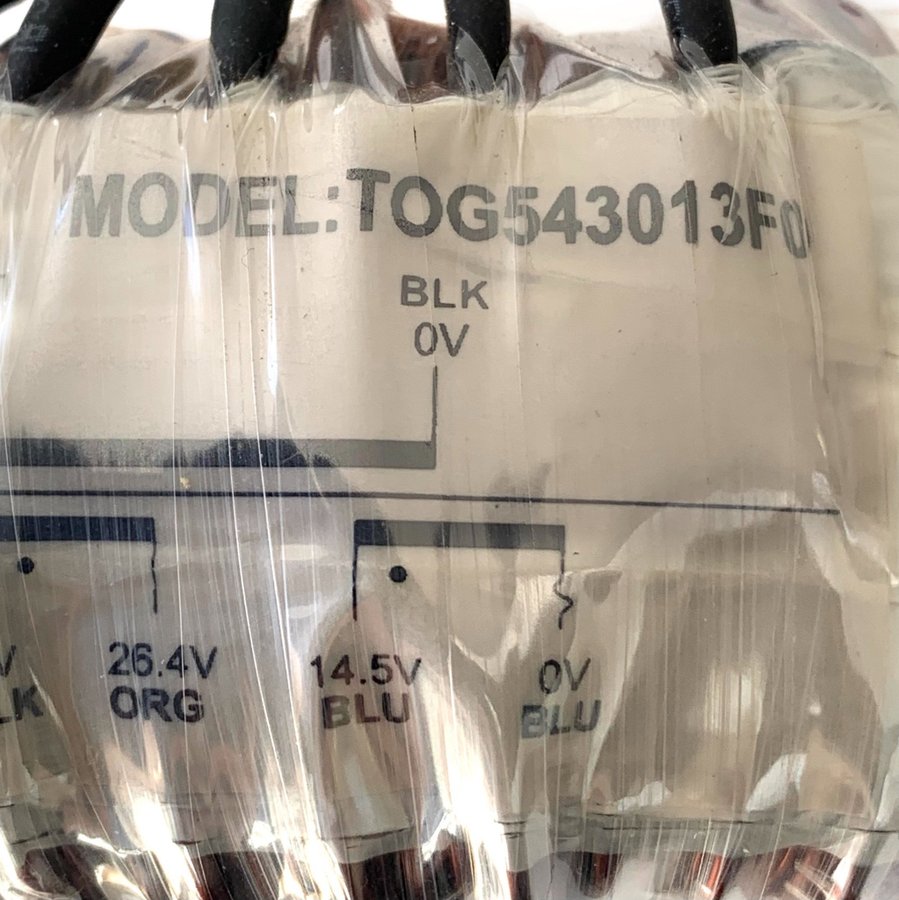 MODEL:TOG543013F0
BLK
0V
26.4V 14.5V 0V
ORG BLU BLU